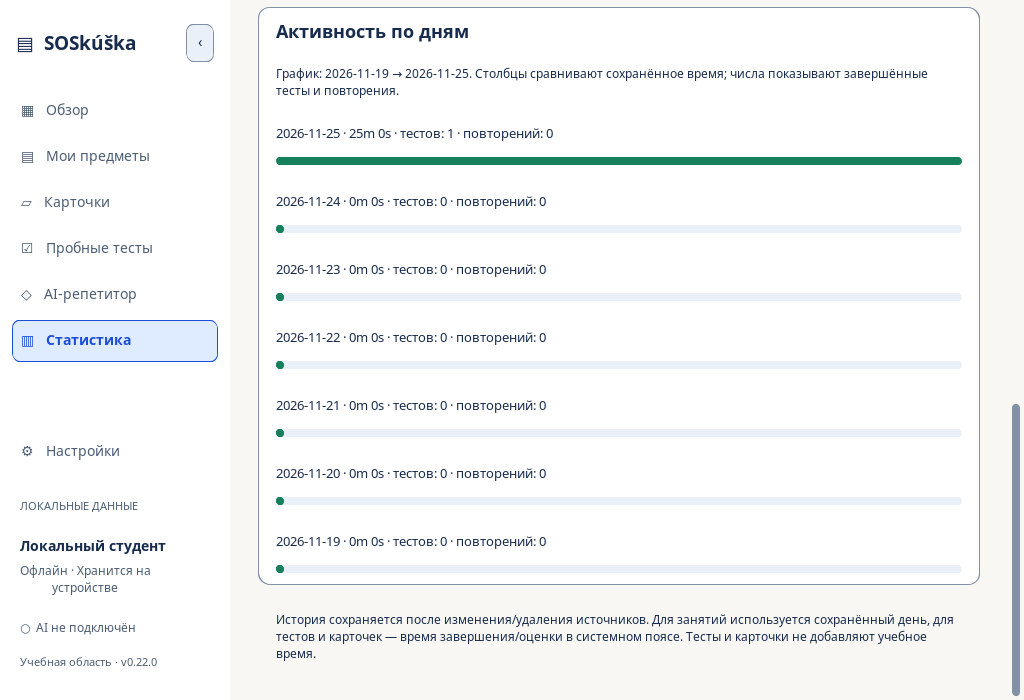 SOSkúška
‹
Обзор
Мои предметы
Карточки
Пробные тесты
AI-репетитор
Статистика
Настройки
ЛОКАЛЬНЫЕ ДАННЫЕ
Локальный студент
Офлайн · Хранится на
устройстве
AI не подключён
Учебная область · v0.22.0
Активность по дням
График: 2026-11-19 → 2026-11-25. Столбцы сравнивают сохранённое время; числа показывают завершённые
тесты и повторения.
2026-11-25 · 25m 0s · тестов: 1 · повторений: 0
2026-11-24 · 0m 0s · тестов: 0 · повторений: 0
2026-11-23 · 0m 0s · тестов: 0 · повторений: 0
2026-11-22 · 0m 0s · тестов: 0 · повторений: 0
2026-11-21 · 0m 0s · тестов: 0 · повторений: 0
2026-11-20 · 0m 0s · тестов: 0 · повторений: 0
2026-11-19 · 0m 0s · тестов: 0 · повторений: 0
История сохраняется после изменения/удаления источников. Для занятий используется сохранённый день, для
тестов и карточек — время завершения/оценки в системном поясе. Тесты и карточки не добавляют учебное
время.